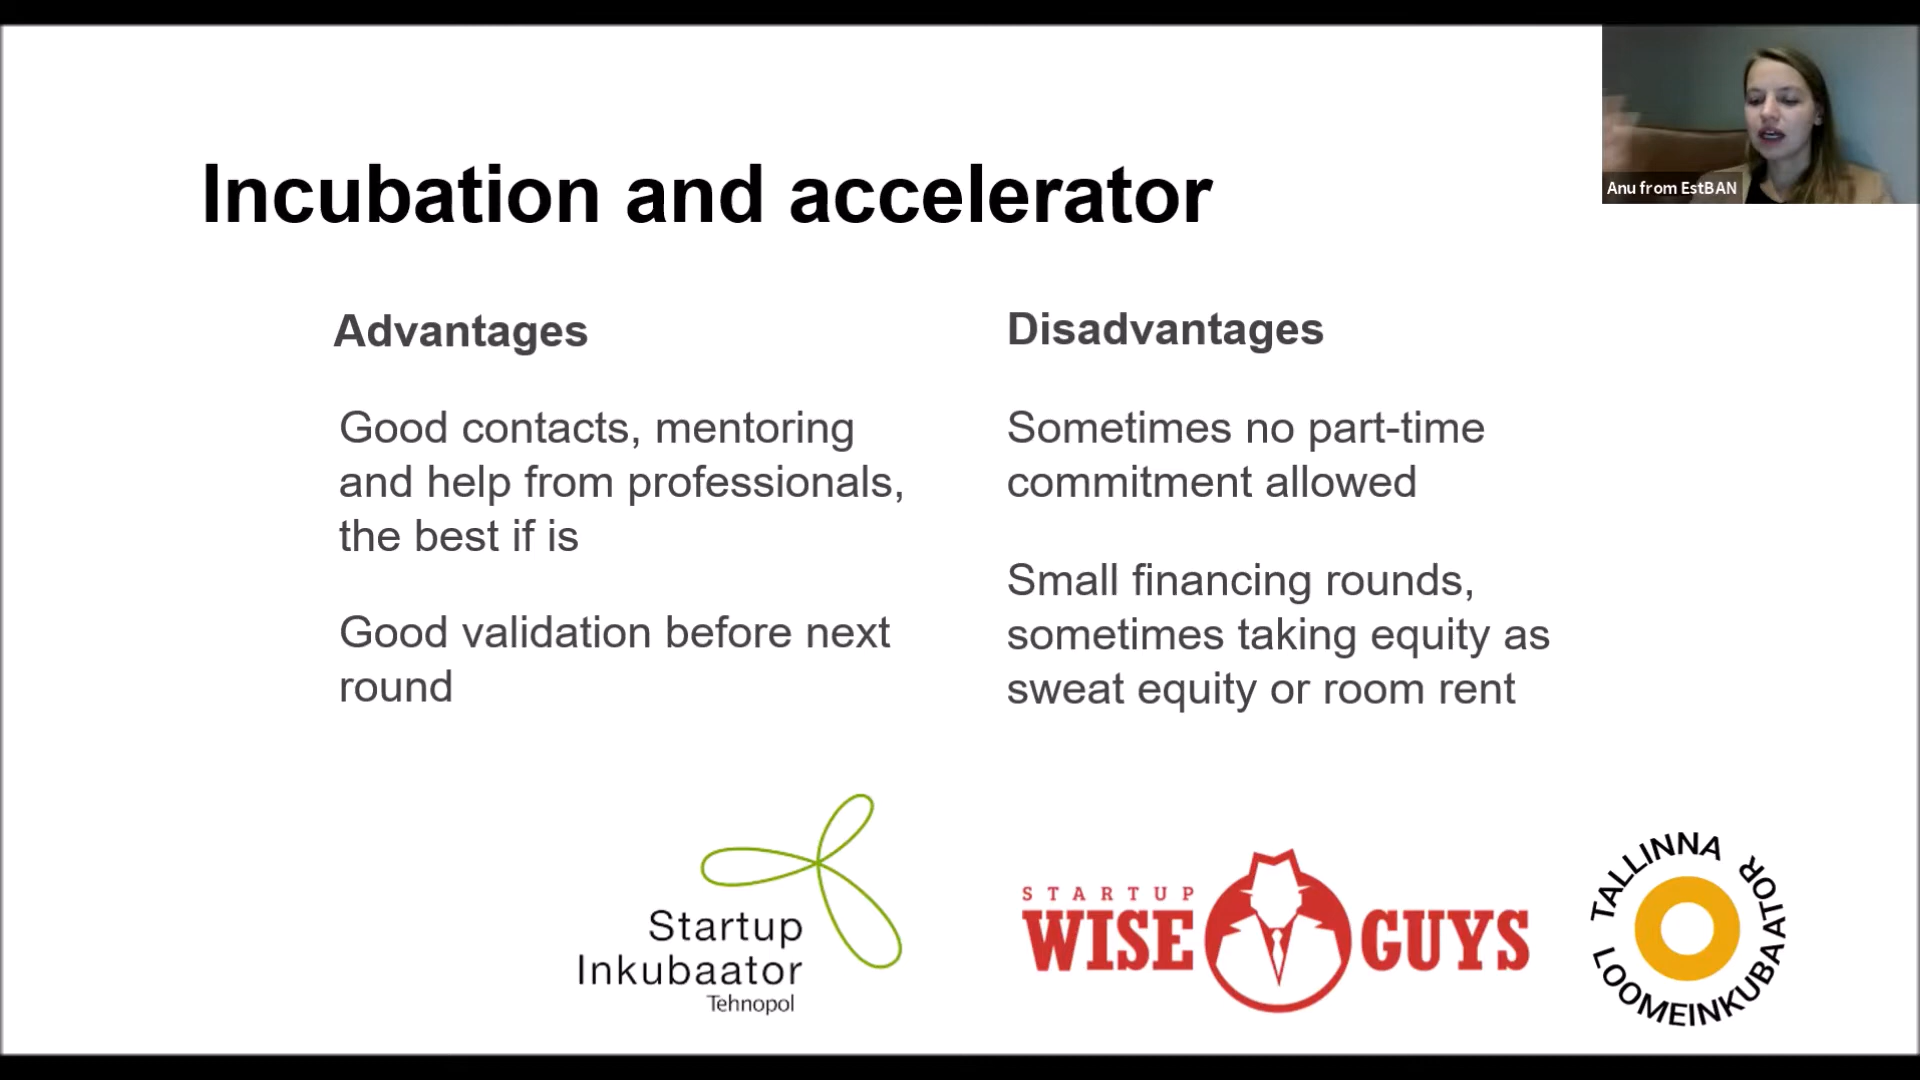 Anu from EstBAN
Incubation and accelerator
Advantages
Good contacts, mentoring
and help from professionals,
the best if is
Good validation before next
round
Disadvantages
Sometimes no part-time
commitment allowed
Small financing rounds,
sometimes taking equity as
sweat equity or room rent
Startup
Inkubaator
Tehnopol
STARTUP
WISE GUYS
TALLINNA
LOOMEINKUBAATOR